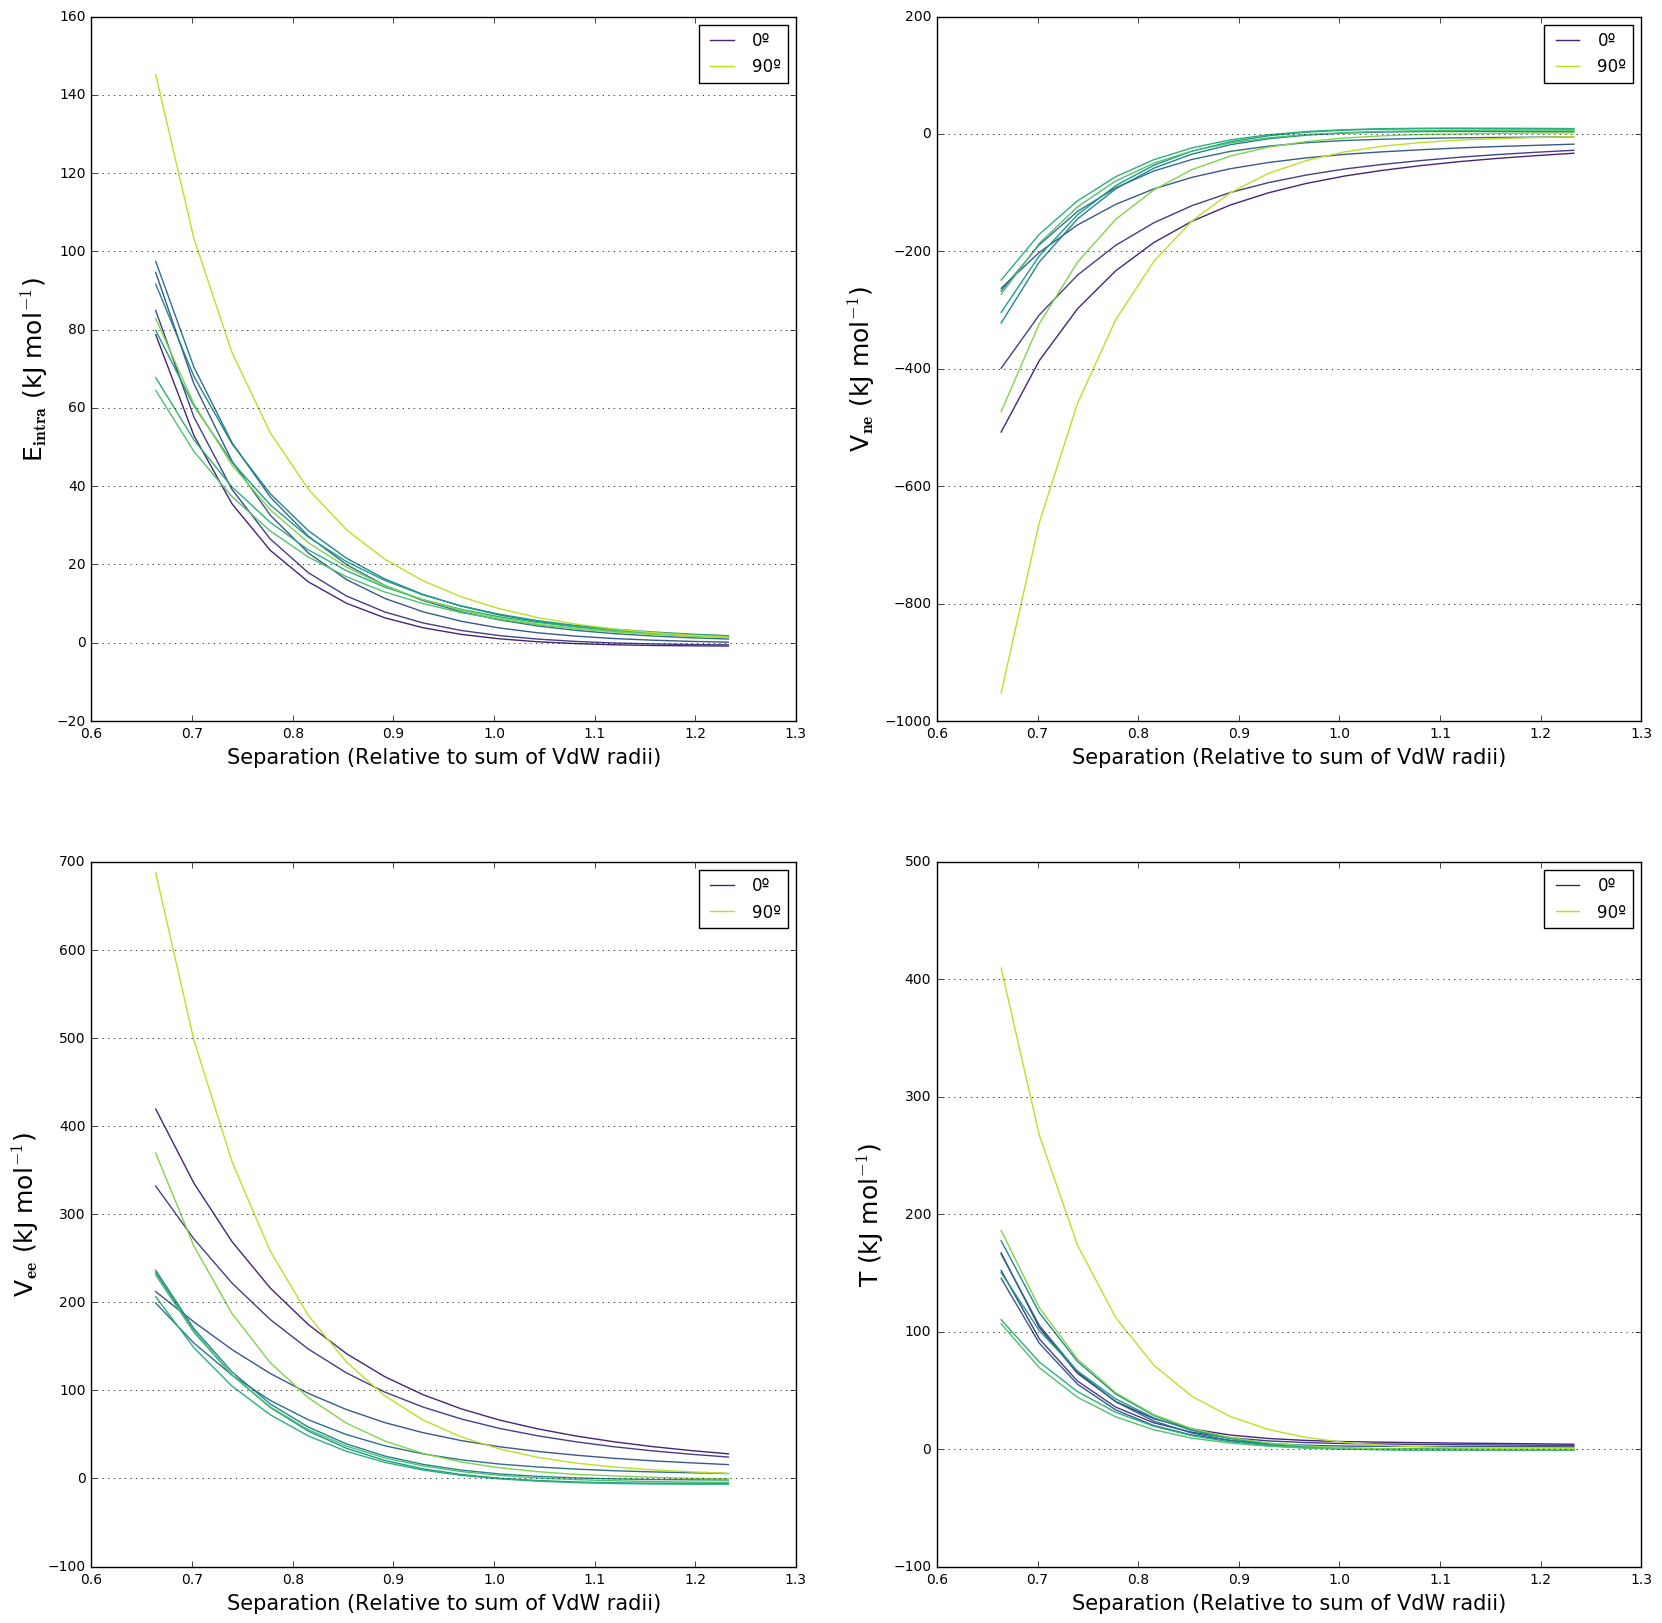 160
140
120
100
80
60
40
20
0
−20
0.6 0.7 0.8 0.9 1.0 1.1 1.2 1.3
E_intra (kJ mol⁻¹)
Separation (Relative to sum of VdW radii)
0º
90º
200
0
−200
−400
−600
−800
−1000
0.6 0.7 0.8 0.9 1.0 1.1 1.2 1.3
V_ne (kJ mol⁻¹)
Separation (Relative to sum of VdW radii)
0º
90º
700
600
500
400
300
200
100
0
−100
0.6 0.7 0.8 0.9 1.0 1.1 1.2 1.3
V_ee (kJ mol⁻¹)
Separation (Relative to sum of VdW radii)
0º
90º
500
400
300
200
100
0
−100
0.6 0.7 0.8 0.9 1.0 1.1 1.2 1.3
T (kJ mol⁻¹)
Separation (Relative to sum of VdW radii)
0º
90º